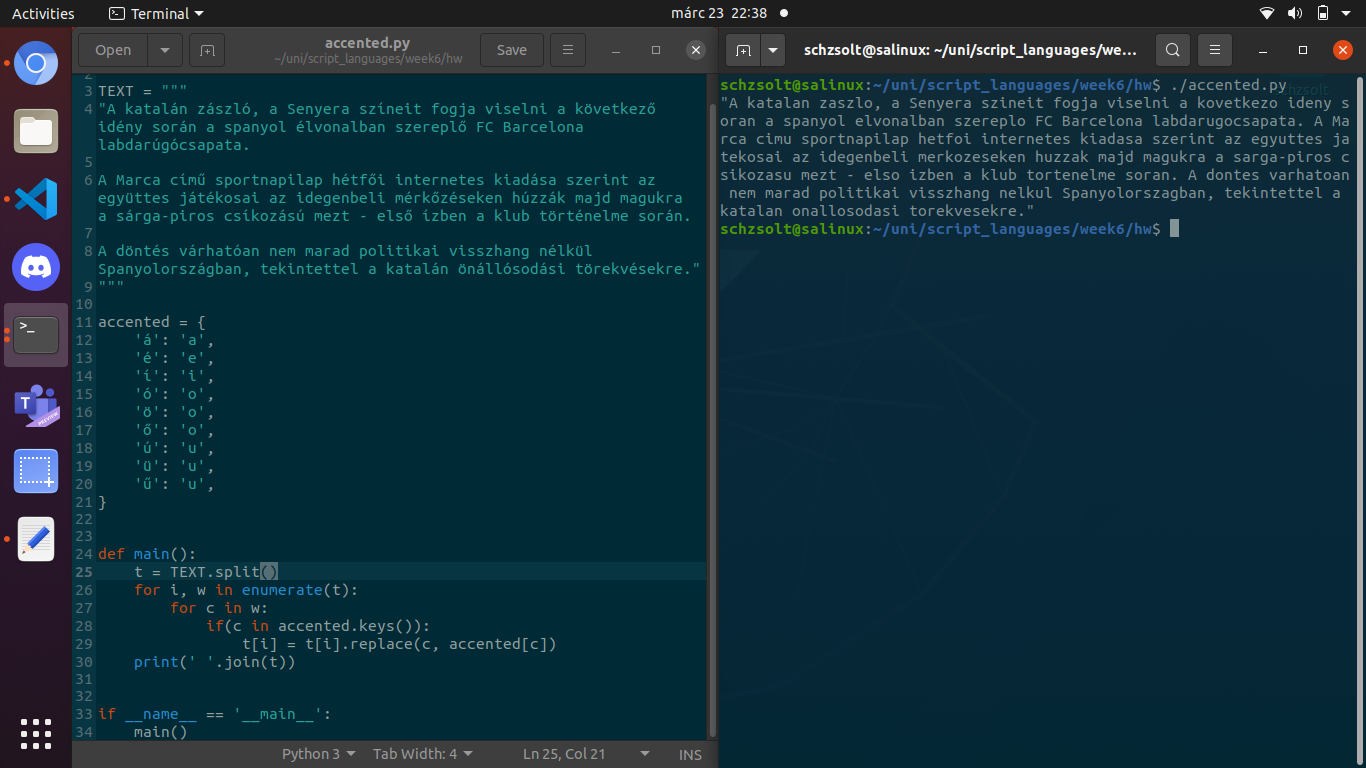 Activities
Terminal
márc 23 22:38
Open
accented.py
~/uni/script_languages/week6/hw
Save
2
3 TEXT = """
4 "A katalán zászló, a Senyera színeit fogja viselni a következő
idény során a spanyol élvonalban szereplő FC Barcelona
labdarúgócsapata.
5
6 A Marca című sportnapilap hétfői internetes kiadása szerint az
együttes játékosai az idegenbeli mérkőzéseken húzzák majd magukra
a sárga-piros csíkozású mezt - első ízben a klub történelme során.
7
8 A döntés várhatóan nem marad politikai visszhang nélkül
Spanyolországban, tekintettel a katalán önállósodási törekvésekre."
9 """
10
11 accented = {
12     'á': 'a',
13     'é': 'e',
14     'í': 'i',
15     'ó': 'o',
16     'ö': 'o',
17     'ő': 'o',
18     'ú': 'u',
19     'ü': 'u',
20     'ű': 'u',
21 }
22
23
24 def main():
25     t = TEXT.split()
26     for i, w in enumerate(t):
27         for c in w:
28             if(c in accented.keys()):
29                 t[i] = t[i].replace(c, accented[c])
30     print(' '.join(t))
31
32
33 if __name__ == '__main__':
34     main()
Python 3
Tab Width: 4
Ln 25, Col 21
INS
schzsolt@salinux: ~/uni/script_languages/we...
schzsolt@salinux:~/uni/script_languages/week6/hw$ ./accented.py
"A katalan zaszlo, a Senyera szineit fogja viselni a kovetkezo ideny s
oran a spanyol elvonalban szereplo FC Barcelona labdarugocsapata. A Ma
rca cimu sportnapilap hetfoi internetes kiadasa szerint az egyuttes ja
tekosai az idegenbeli merkozeseken huzzak majd magukra a sarga-piros c
sikozasu mezt - elso izben a klub tortenelme soran. A dontes varhatoan
nem marad politikai visszhang nelkul Spanyolorszagban, tekintettel a
katalan onallosodasi torekvesekre."
schzsolt@salinux:~/uni/script_languages/week6/hw$